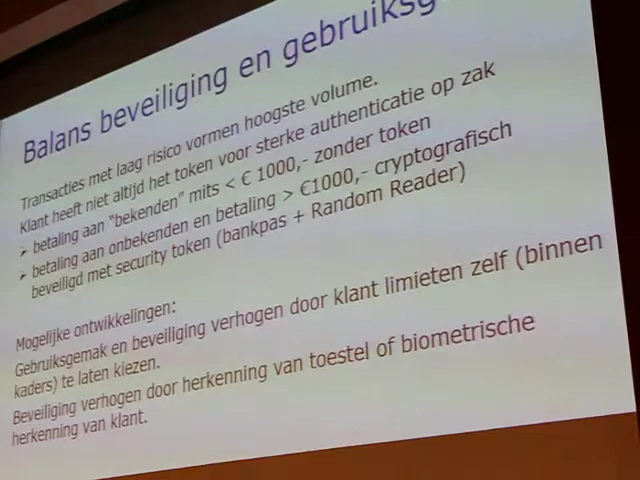 Balans beveiliging en
Transacties met laag risico vormen hoogste volume.
Klant heeft niet altijd het token voor sterke authenticatie op zak
➢ betaling aan "bekenden" mits < € 1000,- zonder token
➢ betaling aan onbekenden en betaling > €1000,- cryptografisch
beveiligd met security token (bankpas + Random Reader)
Mogelijke ontwikkelingen:
Gebruiksgemak en beveiliging verhogen door klant limieten zelf (binnen
kaders) te laten kiezen.
Beveiliging verhogen door herkenning van toestel of biometrische
herkenning van klant.